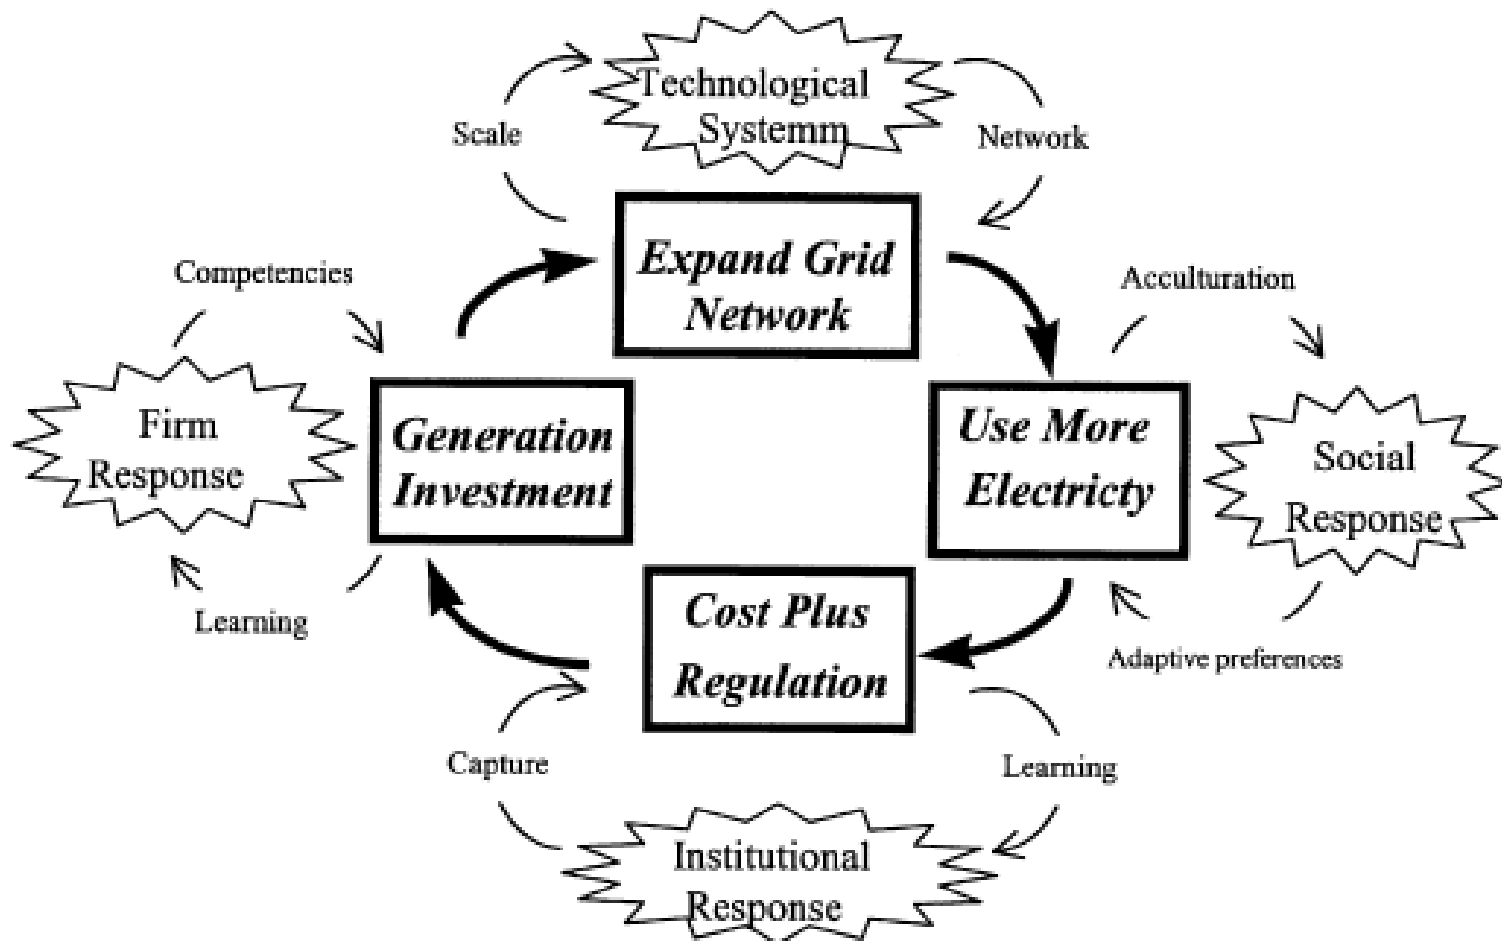 Technological
Systemm
Scale
Network
Expand Grid
Network
Competencies
Acculturation
Firm
Response
Generation
Investment
Use More
Electricty
Social
Response
Learning
Cost Plus
Regulation
Adaptive preferences
Capture
Learning
Institutional
Response